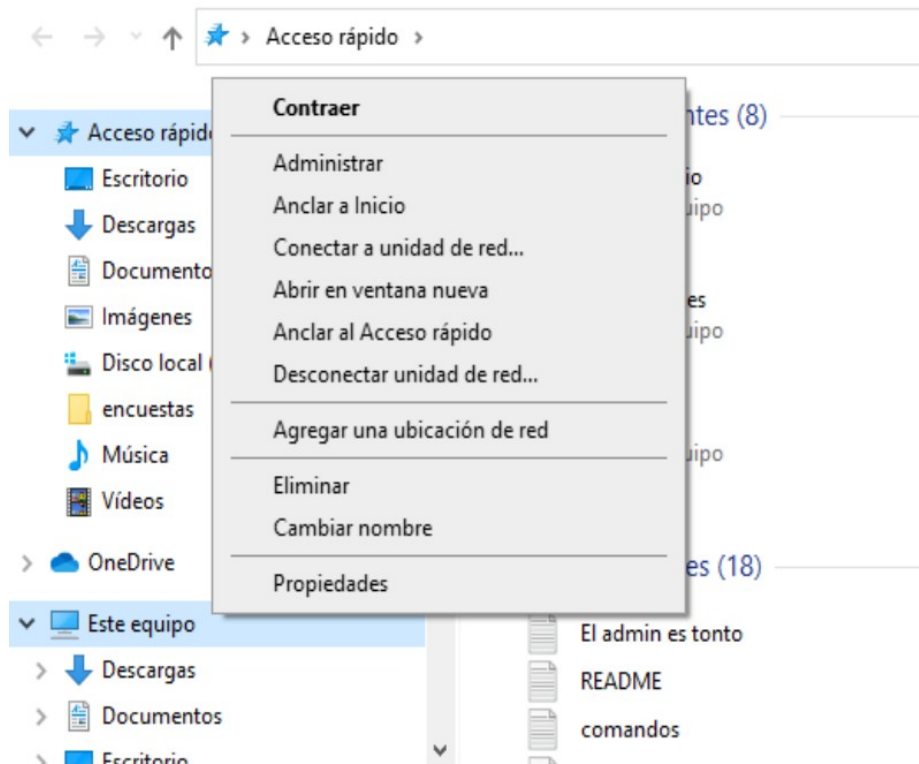 Acceso rápido
Contraer
Administrar
Anclar a Inicio
Conectar a unidad de red...
Abrir en ventana nueva
Anclar al Acceso rápido
Desconectar unidad de red...
Agregar una ubicación de red
Eliminar
Cambiar nombre
Propiedades
Acceso rápido
Escritorio
Descargas
Documento
Imágenes
Disco local (
encuestas
Música
Vídeos
OneDrive
Este equipo
Descargas
Documentos
Escritorio
ntes (8)
io
uipo
es
uipo
uipo
es (18)
El admin es tonto
README
comandos